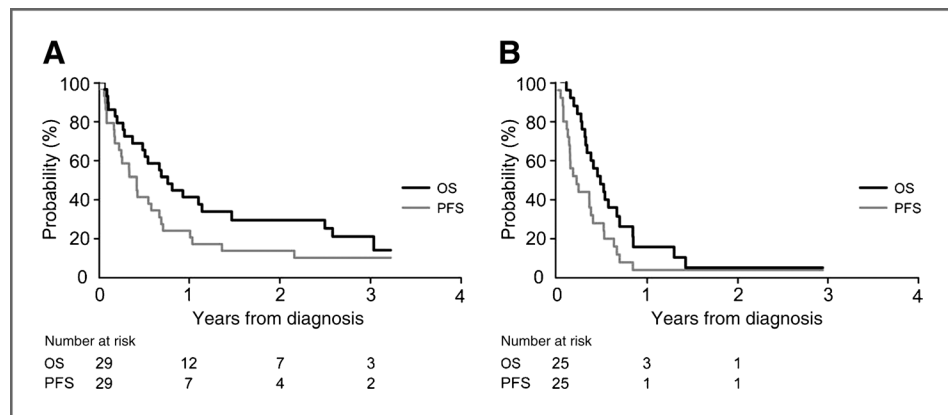 A
100
80
60
40
20
0
Probability (%)
0 1 2 3 4
Years from diagnosis
OS
PFS
Number at risk
OS 29 12 7 3
PFS 29 7 4 2
B
100
80
60
40
20
0
Probability (%)
0 1 2 3 4
Years from diagnosis
OS
PFS
Number at risk
OS 25 3 1
PFS 25 1 1